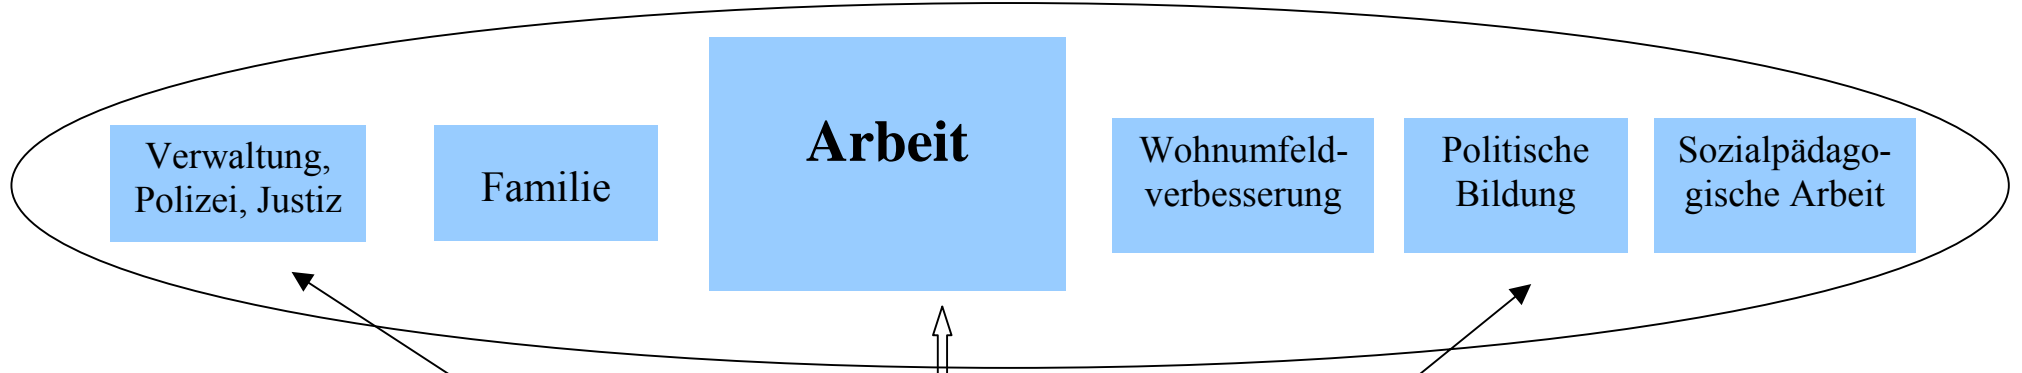 Verwaltung,
Polizei, Justiz
Familie
Arbeit
Wohnumfeld-
verbesserung
Politische
Bildung
Sozialpädago-
gische Arbeit